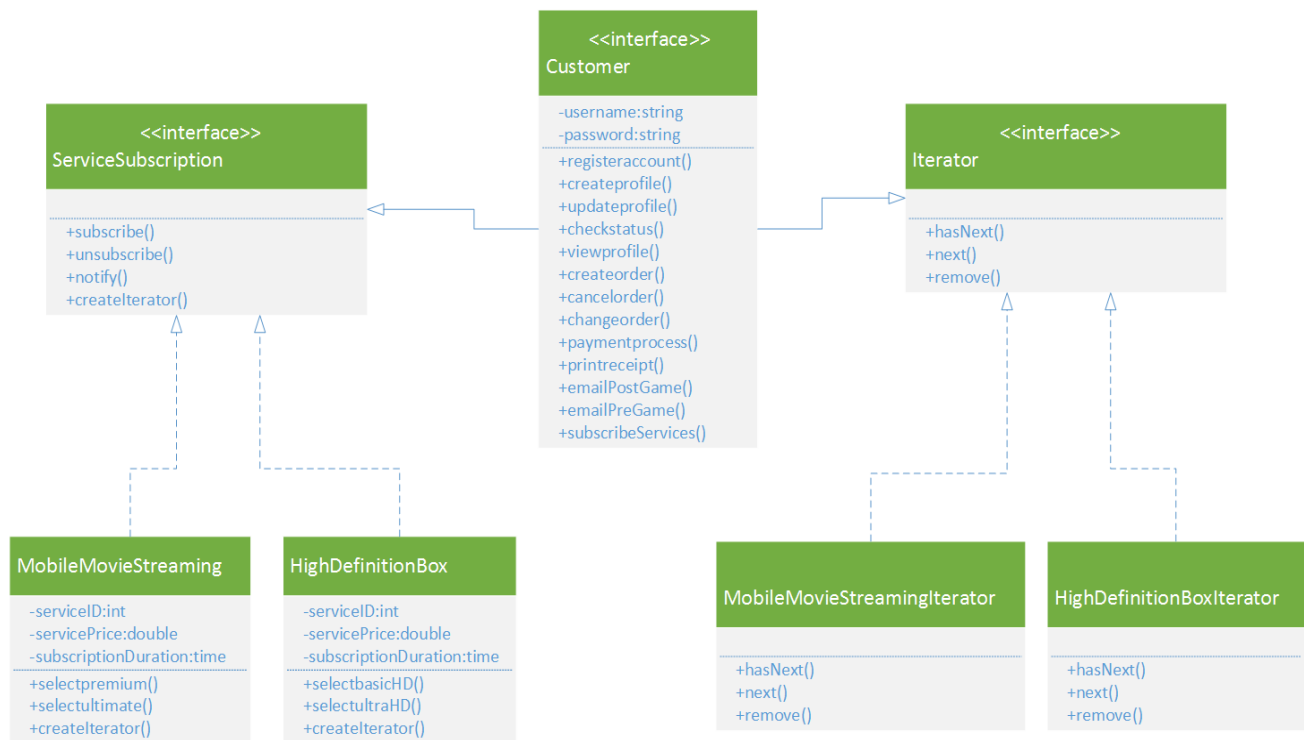 <<interface>>
Customer
-username:string
-password:string
+registeraccount()
+createprofile()
+updateprofile()
+checkstatus()
+viewprofile()
+createorder()
+cancelorder()
+changeorder()
+paymentprocess()
+printreceipt()
+emailPostGame()
+emailPreGame()
+subscribeServices()
<<interface>>
ServiceSubscription
+subscribe()
+unsubscribe()
+notify()
+createIterator()
<<interface>>
Iterator
+hasNext()
+next()
+remove()
MobileMovieStreaming
-serviceID:int
-servicePrice:double
-subscriptionDuration:time
+selectpremium()
+selectultimate()
+createIterator()
HighDefinitionBox
-serviceID:int
-servicePrice:double
-subscriptionDuration:time
+selectbasicHD()
+selectultraHD()
+createIterator()
MobileMovieStreamingIterator
+hasNext()
+next()
+remove()
HighDefinitionBoxIterator
+hasNext()
+next()
+remove()